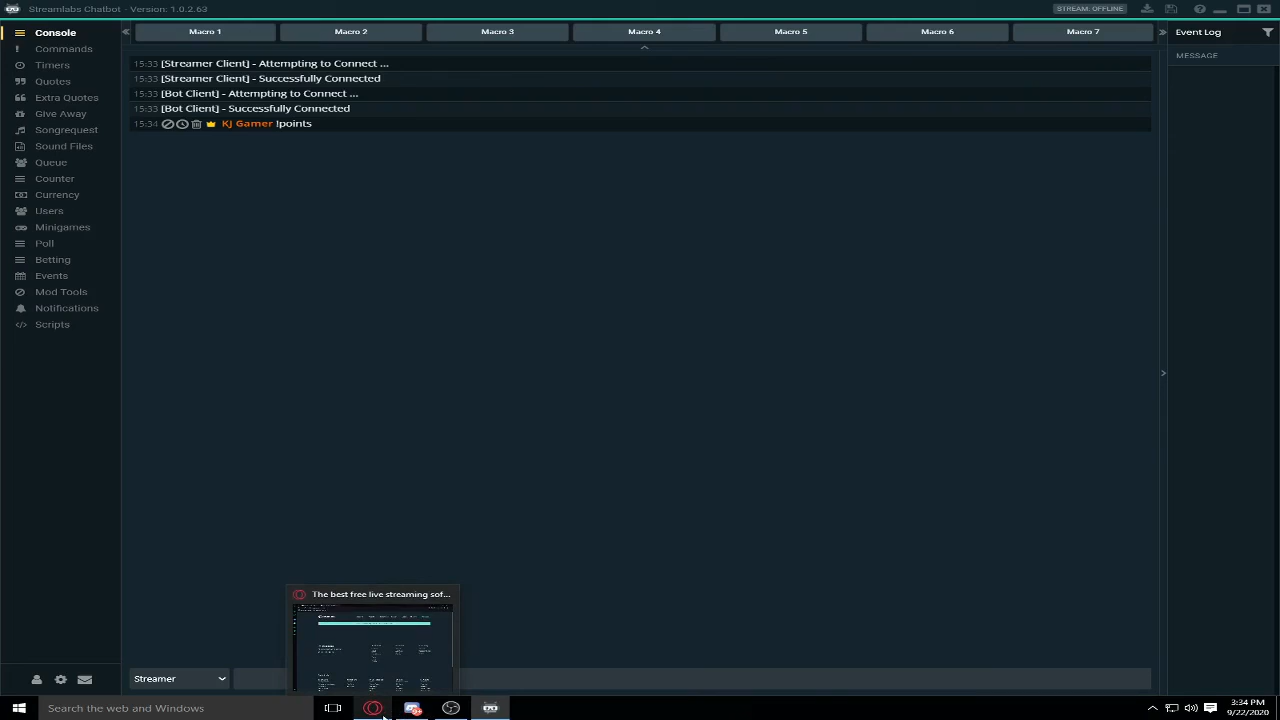 Streamlabs Chatbot - Version: 1.0.2.63
STREAM: OFFLINE
Console
Commands
Timers
Quotes
Extra Quotes
Give Away
Songrequest
Sound Files
Queue
Counter
Currency
Users
Minigames
Poll
Betting
Events
Mod Tools
Notifications
Scripts
Macro 1
Macro 2
Macro 3
Macro 4
Macro 5
Macro 6
Macro 7
Event Log
MESSAGE
15:33 [Streamer Client] - Attempting to Connect ...
15:33 [Streamer Client] - Successfully Connected
15:33 [Bot Client] - Attempting to Connect ...
15:33 [Bot Client] - Successfully Connected
15:34 Kj Gamer !points
The best free live streaming sof...
Streamer
Search the web and Windows
3:34 PM
9/22/2020